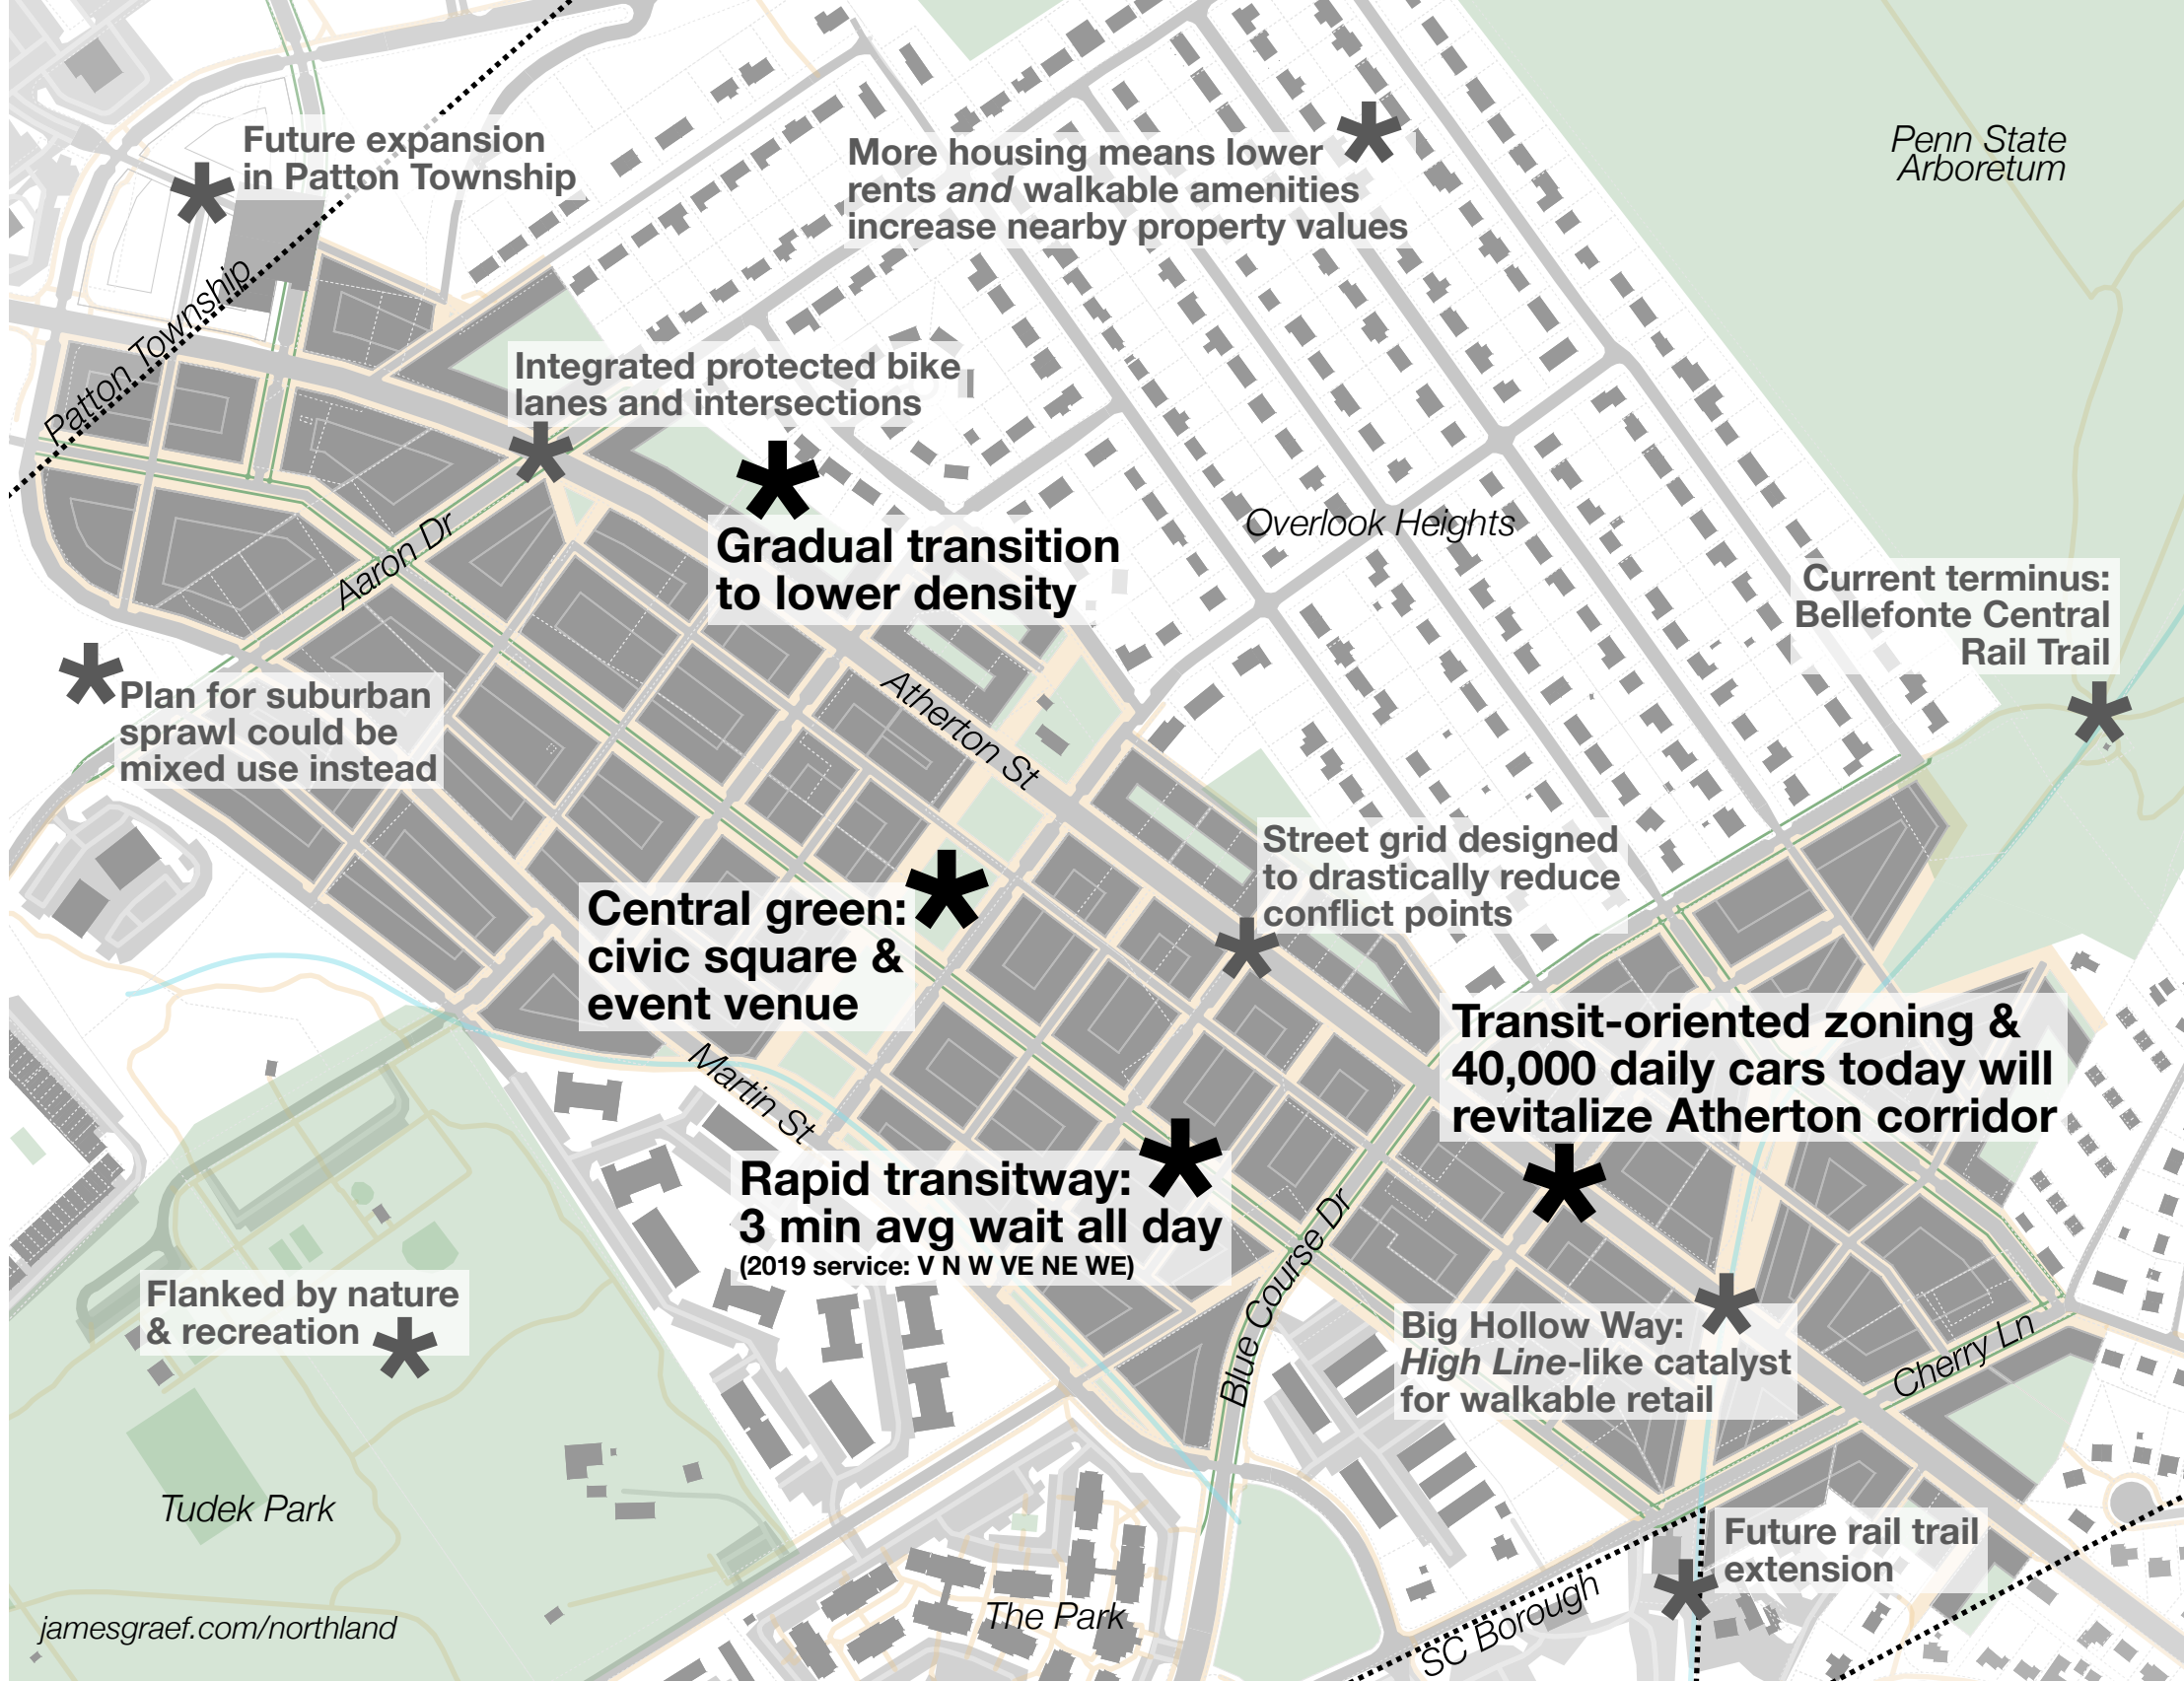 Future expansion
in Patton Township
More housing means lower
rents and walkable amenities
increase nearby property values
Penn State
Arboretum
Patton Township
Integrated protected bike
lanes and intersections
Gradual transition
to lower density
Overlook Heights
Aaron Dr
Current terminus:
Bellefonte Central
Rail Trail
Plan for suburban
sprawl could be
mixed use instead
Atherton St
Street grid designed
to drastically reduce
conflict points
Central green:
civic square &
event venue
Transit-oriented zoning &
40,000 daily cars today will
revitalize Atherton corridor
Martin St
Rapid transitway:
3 min avg wait all day
(2019 service: V N W VE NE WE)
Blue Course Dr
Flanked by nature
& recreation
Big Hollow Way:
High Line-like catalyst
for walkable retail
Cherry Ln
Tudek Park
Future rail trail
extension
The Park
SC Borough
jamesgraef.com/northland